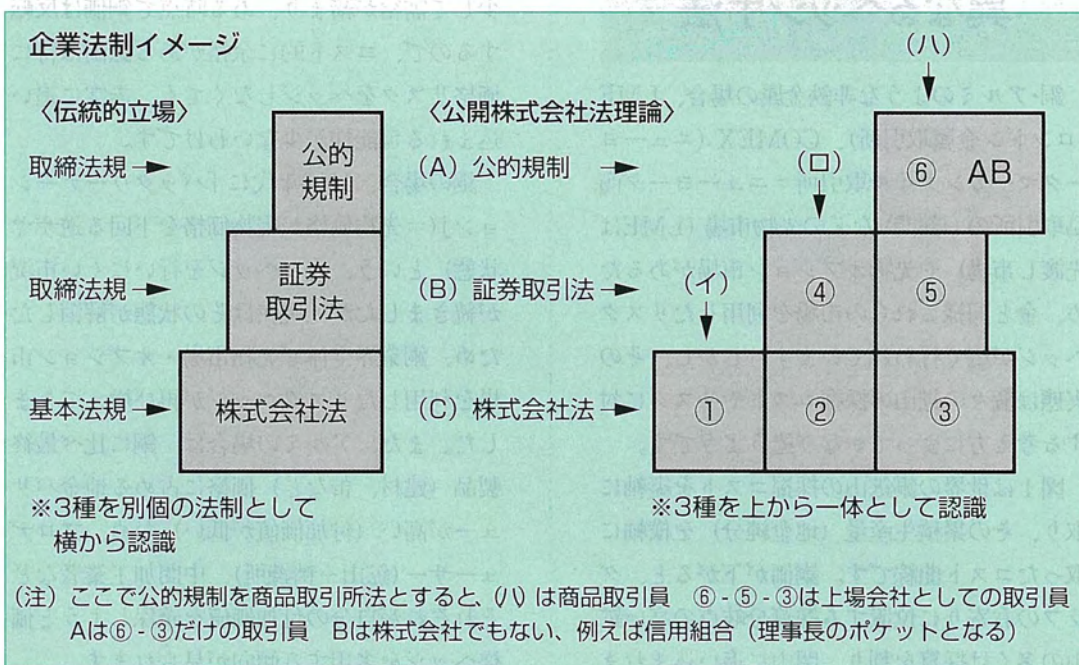 企業法制イメージ
(ハ)
〈伝統的立場〉
〈公開株式会社法理論〉
取締法規
公的
規制
(A) 公的規制
(ロ)
⑥ AB
取締法規
証券
取引法
(B) 証券取引法
(イ)
④
⑤
基本法規
株式会社法
(C) 株式会社法
①
②
③
※3種を別個の法制として
横から認識
※3種を上から一体として認識
(注) ここで公的規制を商品取引所法とすると、(ハ) は商品取引員 ⑥-⑤-③は上場会社としての取引員
Aは⑥-③だけの取引員 Bは株式会社でもない、例えば信用組合(理事長のポケットとなる)